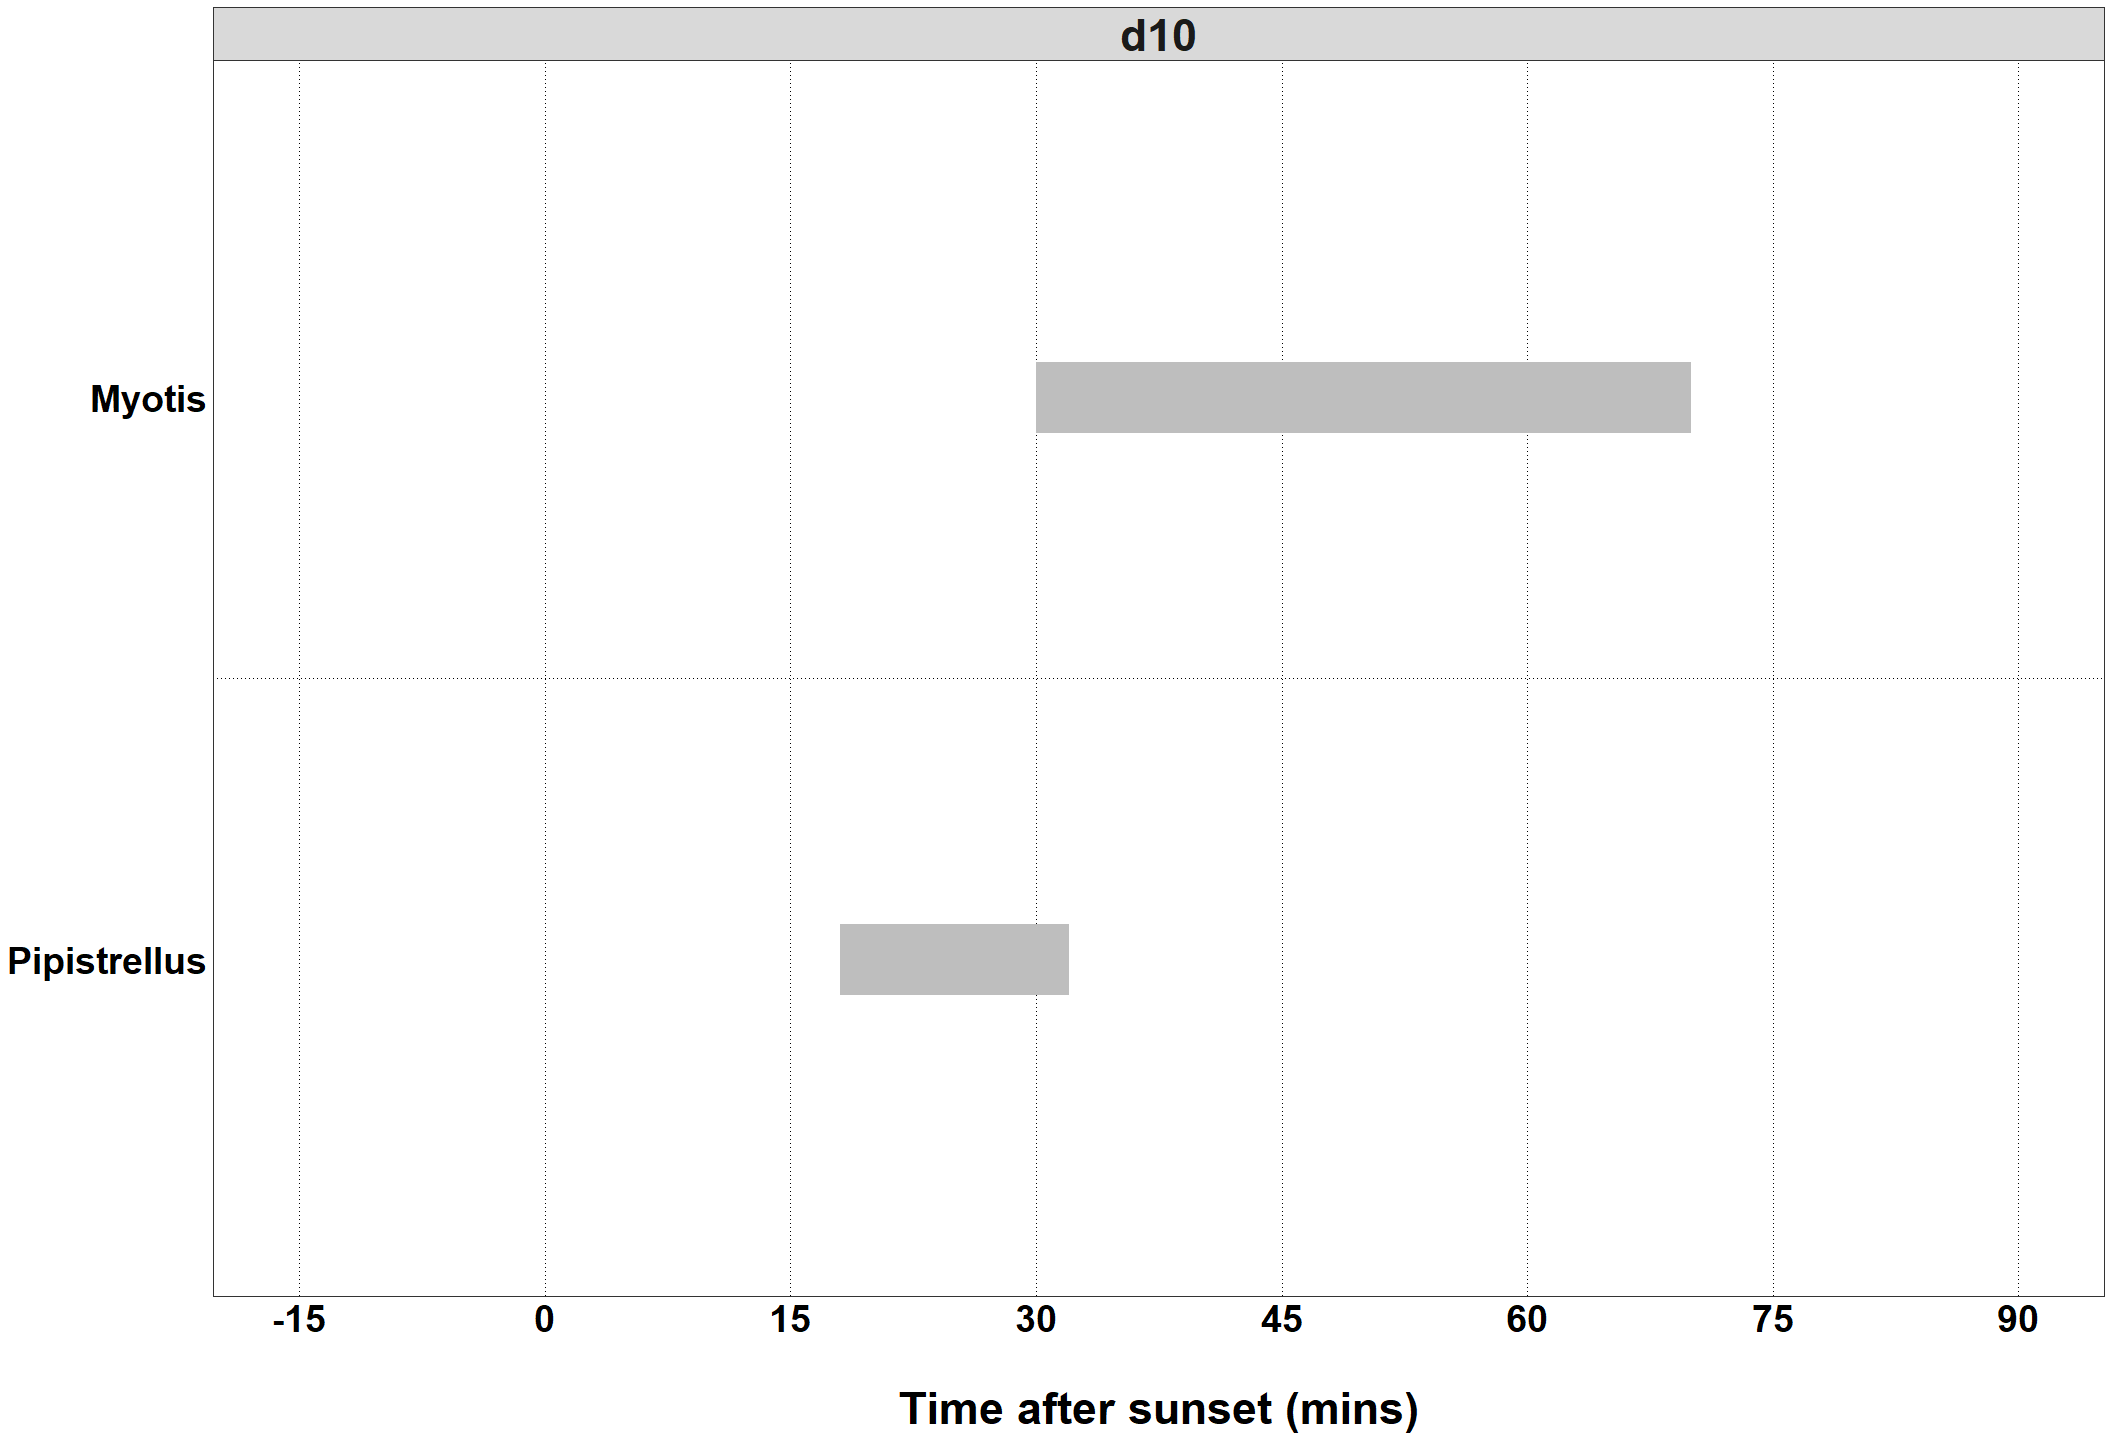 d10
Myotis
Pipistrellus
-15 0 15 30 45 60 75 90
Time after sunset (mins)